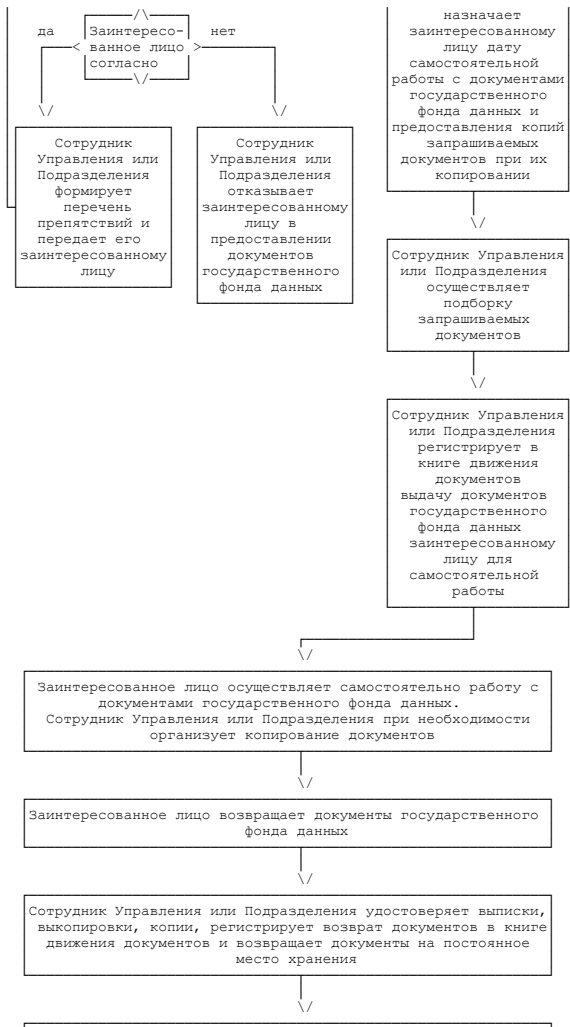 да
Заинтересо-
ванное лицо
согласно
нет
Сотрудник
Управления или
Подразделения
формирует
перечень
препятствий и
передает его
заинтересованному
лицу
Сотрудник
Управления или
Подразделения
отказывает
заинтересованному
лицу в
предоставлении
документов
государственного
фонда данных
назначает
заинтересованному
лицу дату
самостоятельной
работы с документами
государственного
фонда данных и
предоставления копий
запрашиваемых
документов при их
копировании
Сотрудник Управления
или Подразделения
осуществляет
подборку
запрашиваемых
документов
Сотрудник Управления
или Подразделения
регистрирует в
книге движения
документов
выдачу документов
государственного
фонда данных
заинтересованному
лицу для
самостоятельной
работы
Заинтересованное лицо осуществляет самостоятельно работу с
документами государственного фонда данных.
Сотрудник Управления или Подразделения при необходимости
организует копирование документов
Заинтересованное лицо возвращает документы государственного
фонда данных
Сотрудник Управления или Подразделения удостоверяет выписки,
выкопировки, копии, регистрирует возврат документов в книге
движения документов и возвращает документы на постоянное
место хранения